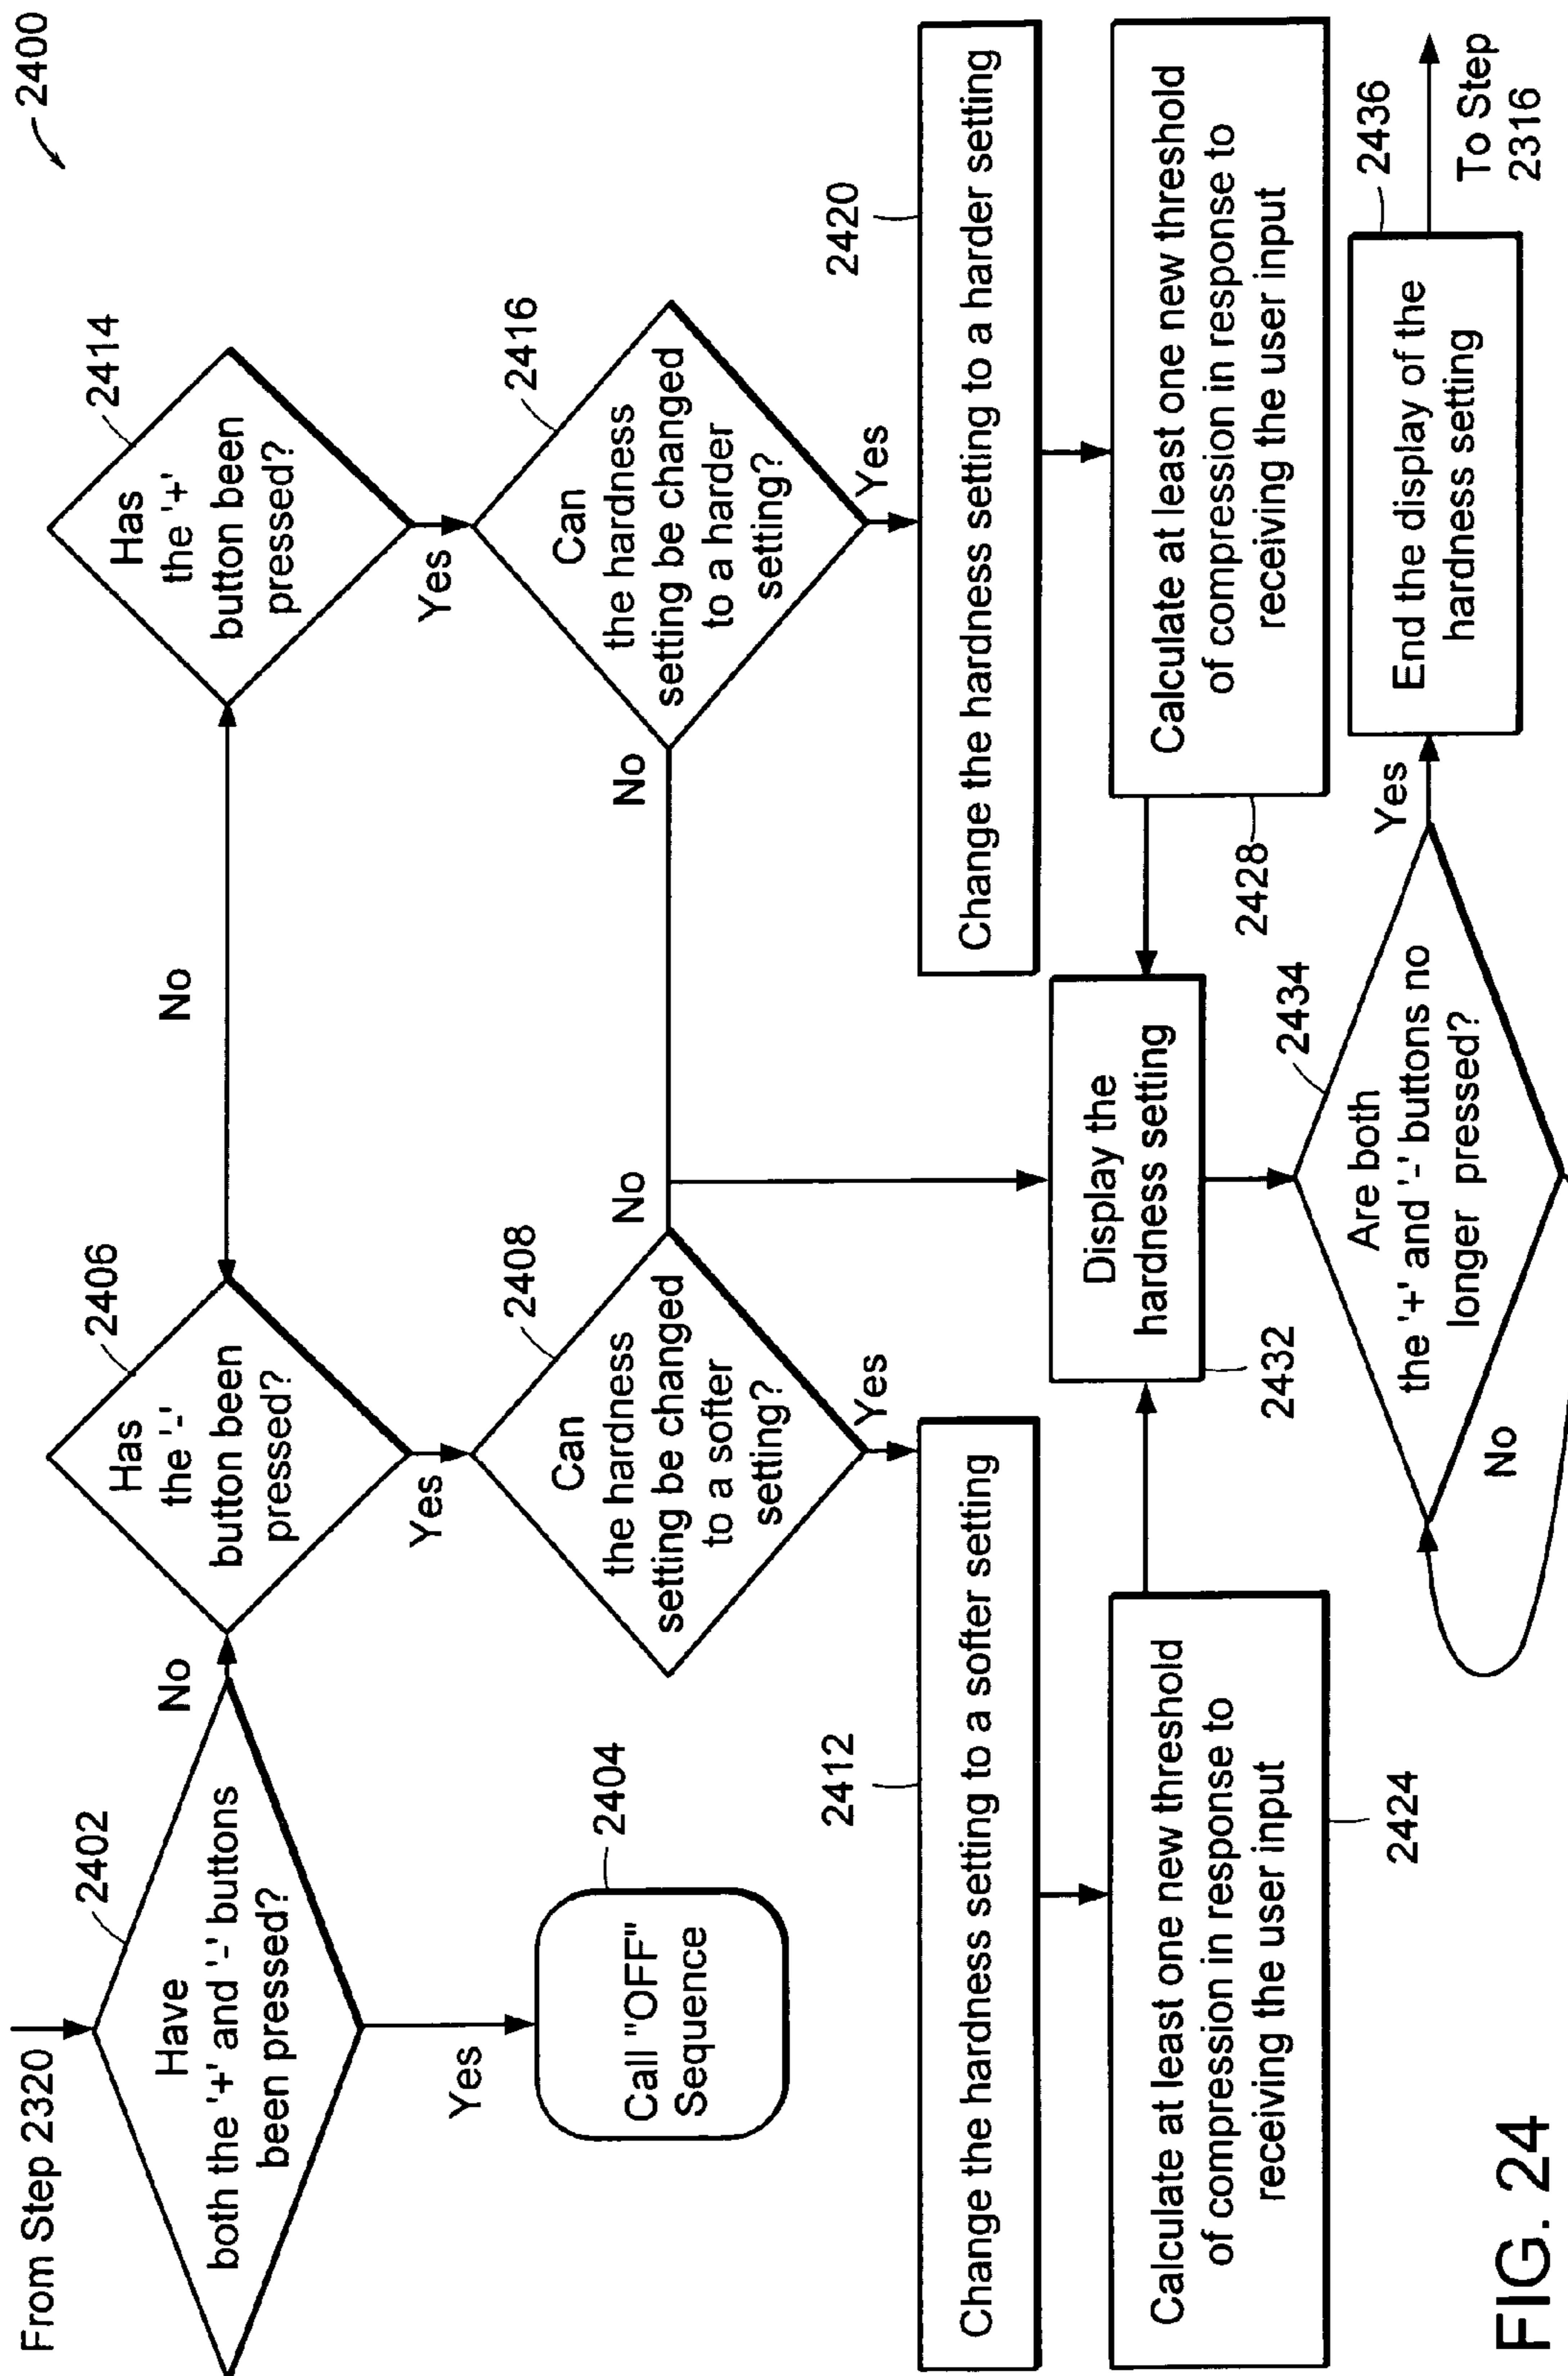 2400
From Step 2320
Have
both the '+' and '-' buttons
been pressed?
2402
No
Yes
Call "OFF"
Sequence
2404
Has
the '-'
button been
pressed?
2406
No
Yes
Has
the '+'
button been
pressed?
2414
Yes
Can
the hardness
setting be changed
to a softer
setting?
2408
No
Yes
Can
the hardness
setting be changed
to a harder
setting?
2416
No
Yes
2412
Change the hardness setting to a softer setting
2420
Change the hardness setting to a harder setting
Calculate at least one new threshold
of compression in response to
receiving the user input
2424
Display the
hardness setting
2432
Calculate at least one new threshold
of compression in response to
receiving the user input
2428
Are both
the '+' and '-' buttons no
longer pressed?
2434
No
Yes
End the display of the
hardness setting
2436
To Step
2316
FIG. 24